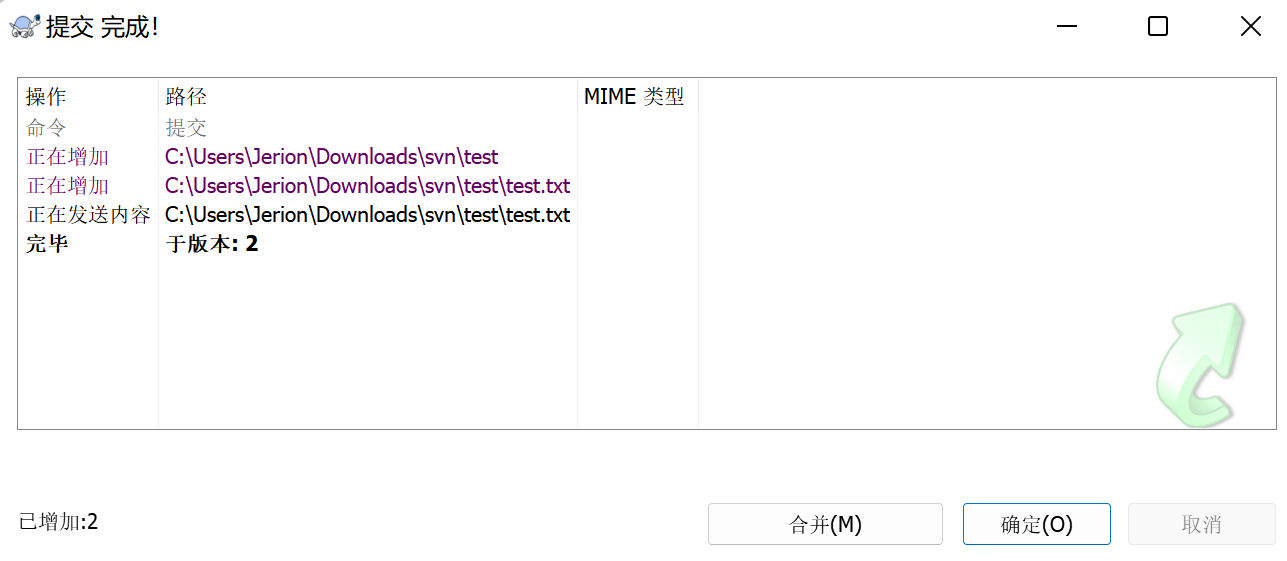 提交 完成!
操作 路径 MIME 类型
命令 提交
正在增加 C:\Users\Jerion\Downloads\svn\test
正在增加 C:\Users\Jerion\Downloads\svn\test\test.txt
正在发送内容 C:\Users\Jerion\Downloads\svn\test\test.txt
完毕 于版本: 2
已增加:2 合并(M) 确定(O) 取消